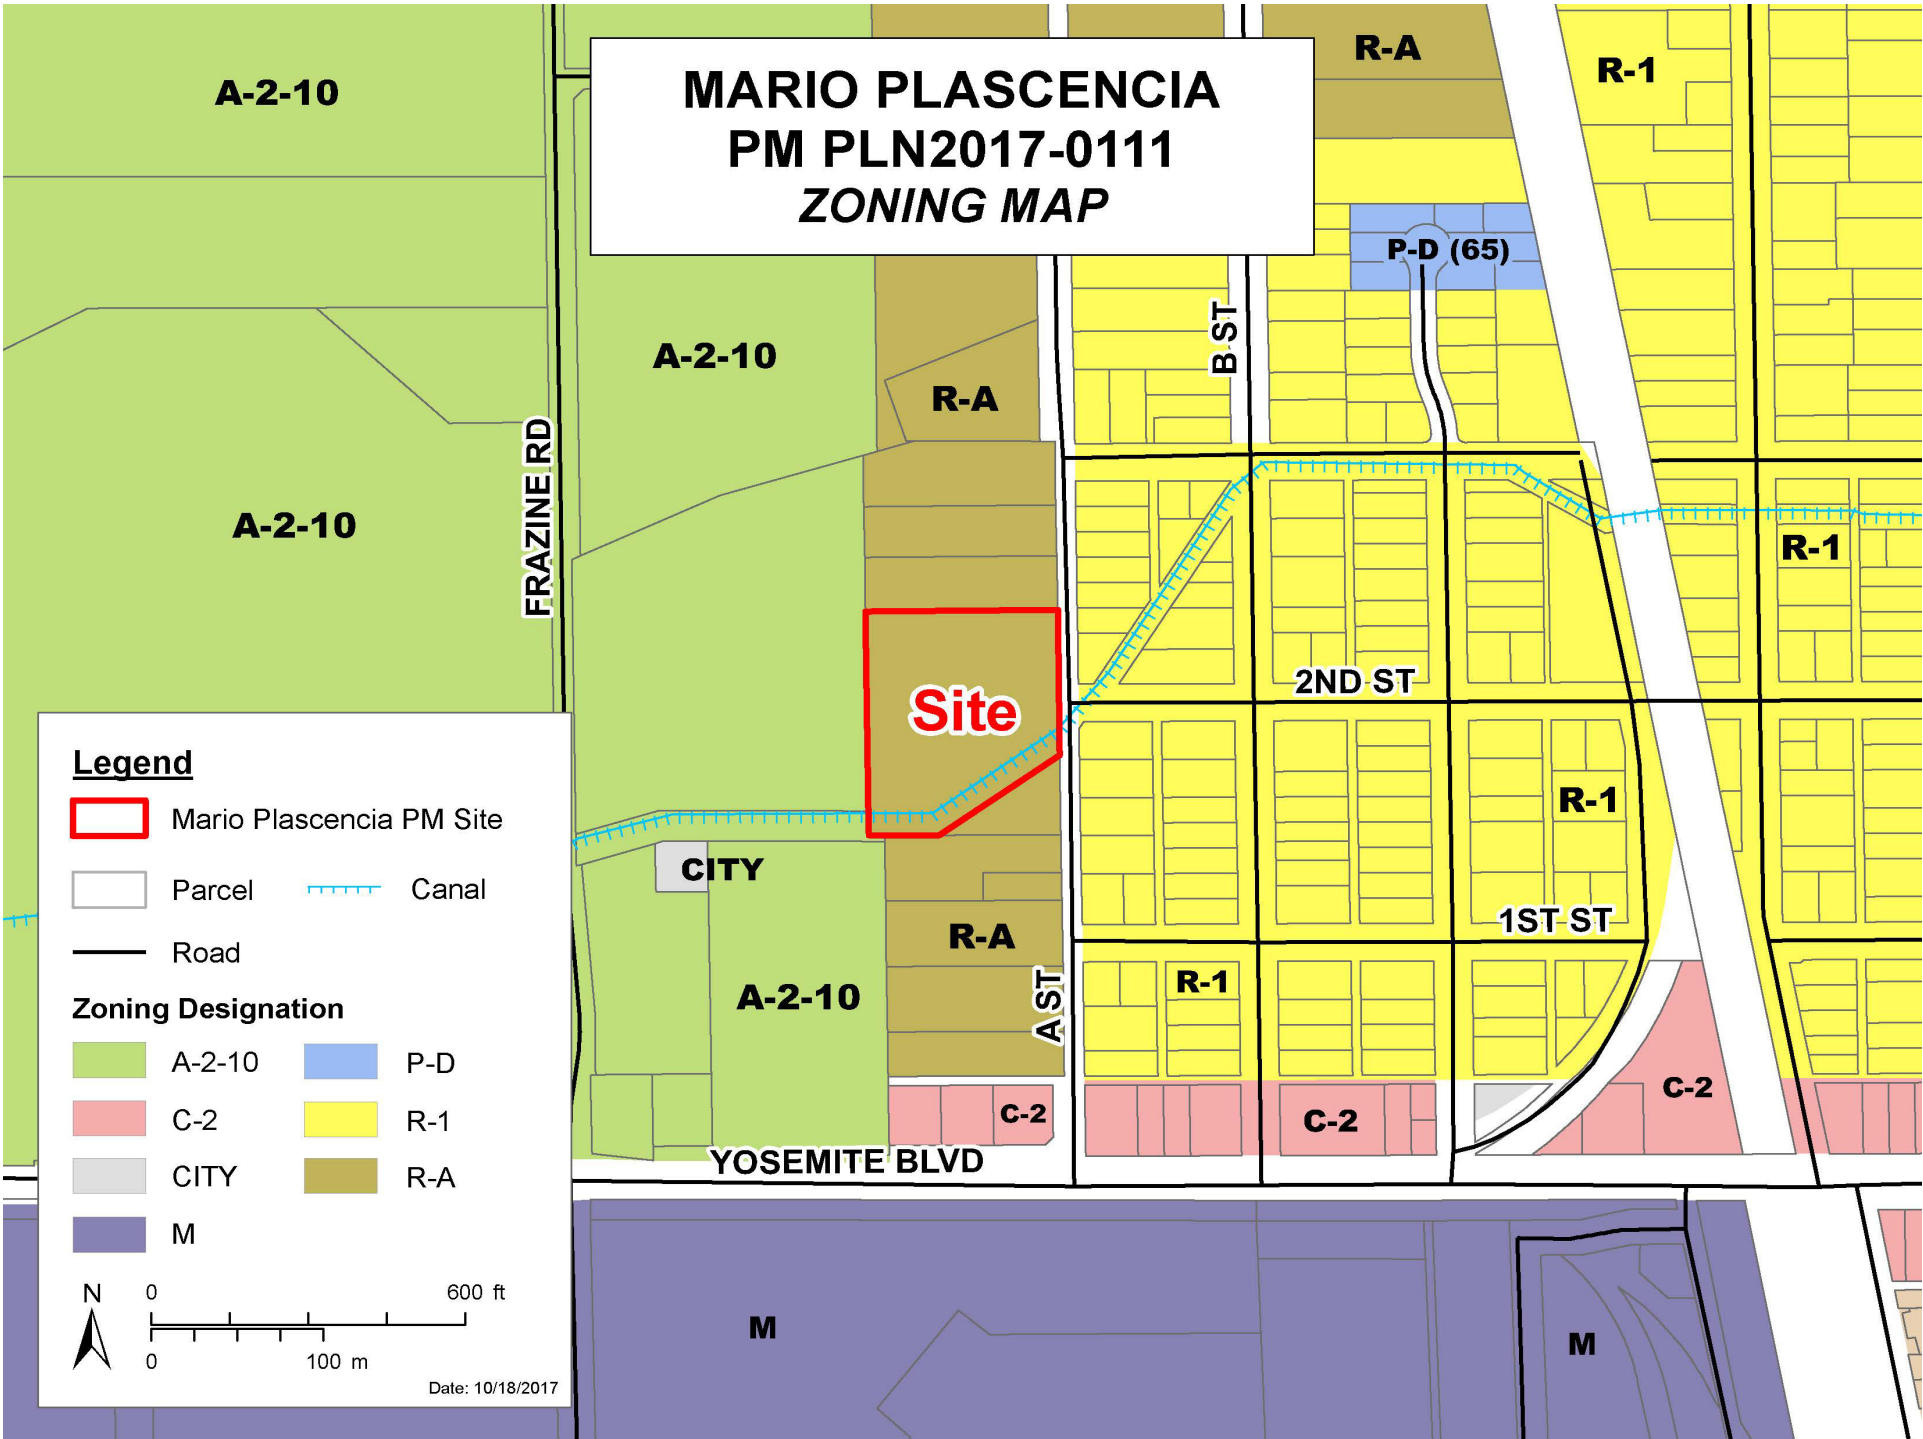 MARIO PLASCENCIA
PM PLN2017-0111
ZONING MAP
A-2-10
R-A
R-1
P-D (65)
B ST
A-2-10
R-A
FRAZINE RD
A-2-10
R-1
2ND ST
Site
R-1
CITY
1ST ST
R-A
R-1
A-2-10
A ST
C-2
C-2
C-2
YOSEMITE BLVD
M
M
Legend
Mario Plascencia PM Site
Parcel
Canal
Road
Zoning Designation
A-2-10
P-D
C-2
R-1
CITY
R-A
M
N
0
600 ft
0
100 m
Date: 10/18/2017